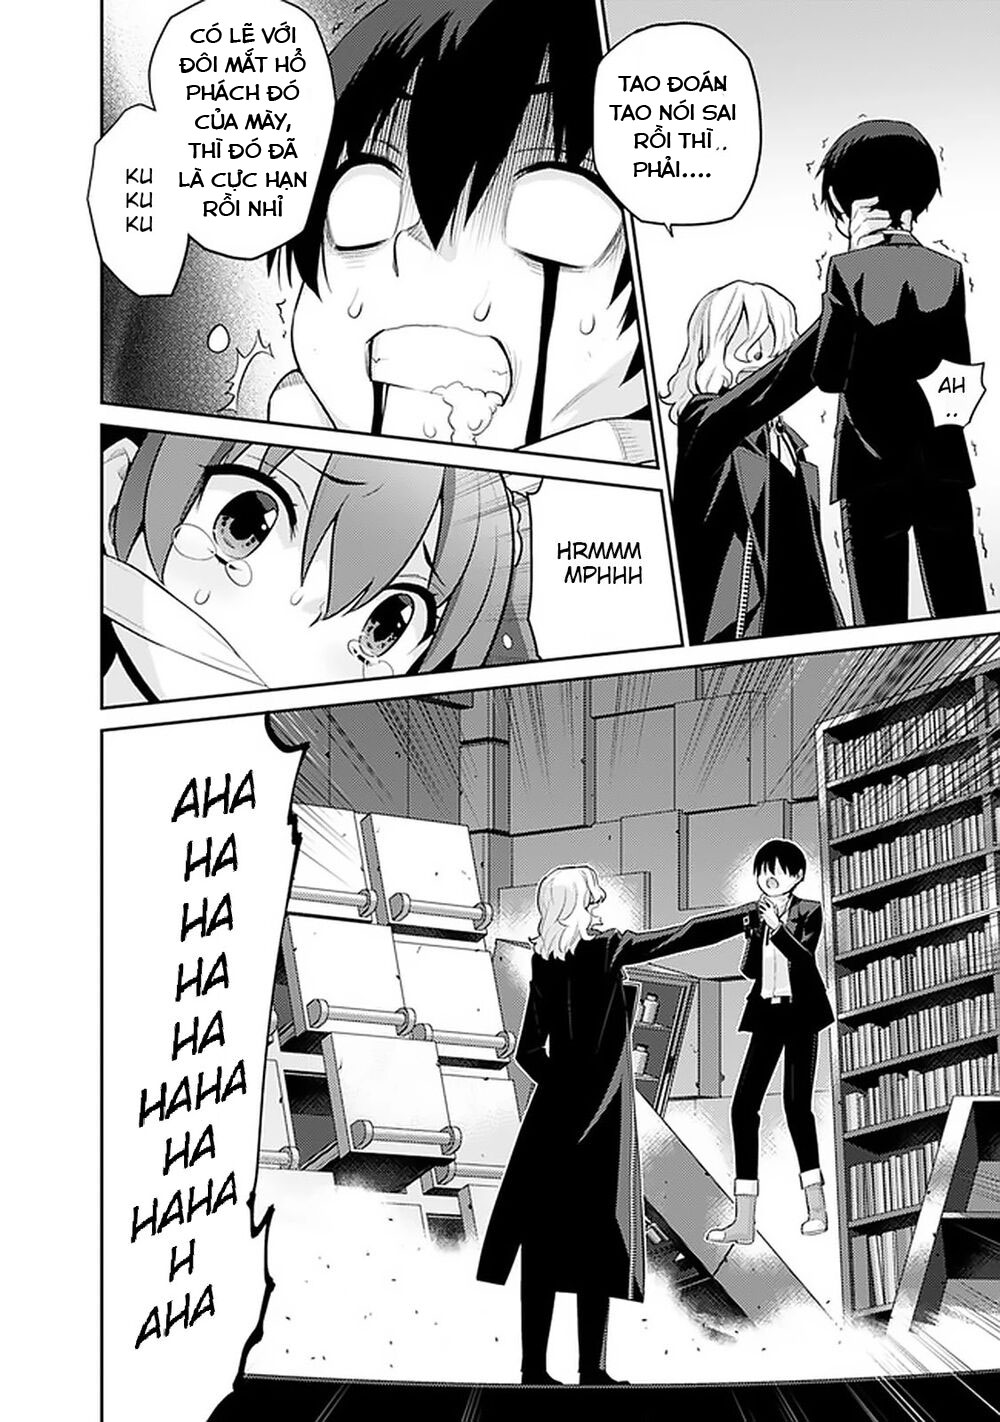 TAO ĐOÁN
TAO NÓI SAI
RỒI THÌ
PHẢI....
AH
..
CÓ LẼ VỚI
ĐÔI MẮT HỔ
PHÁCH ĐÓ
CỦA MÀY,
THÌ ĐÓ ĐÃ
LÀ CỰC HẠN
RỒI NHỈ
KU
KU
KU
HRMMM
MPHHH
AHA
HA
HA
HA
HA
HAHA
HA
HAHA
H
AHA